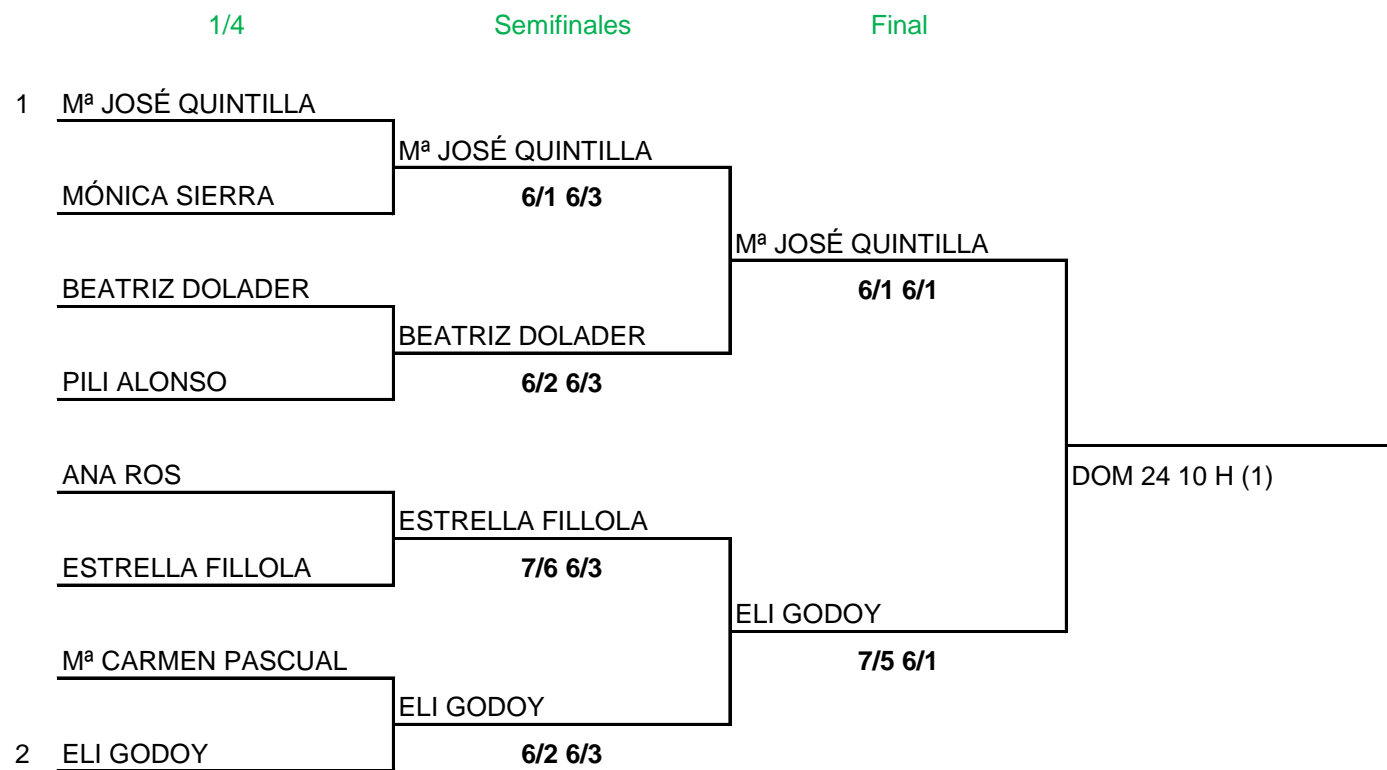 1/4 Semifinales Final
1 Mª JOSÉ QUINTILLA
Mª JOSÉ QUINTILLA
MÓNICA SIERRA 6/1 6/3
Mª JOSÉ QUINTILLA
BEATRIZ DOLADER 6/1 6/1
BEATRIZ DOLADER
PILI ALONSO 6/2 6/3
ANA ROS DOM 24 10 H (1)
ESTRELLA FILLOLA
ESTRELLA FILLOLA 7/6 6/3
ELI GODOY
Mª CARMEN PASCUAL 7/5 6/1
ELI GODOY
2 ELI GODOY 6/2 6/3